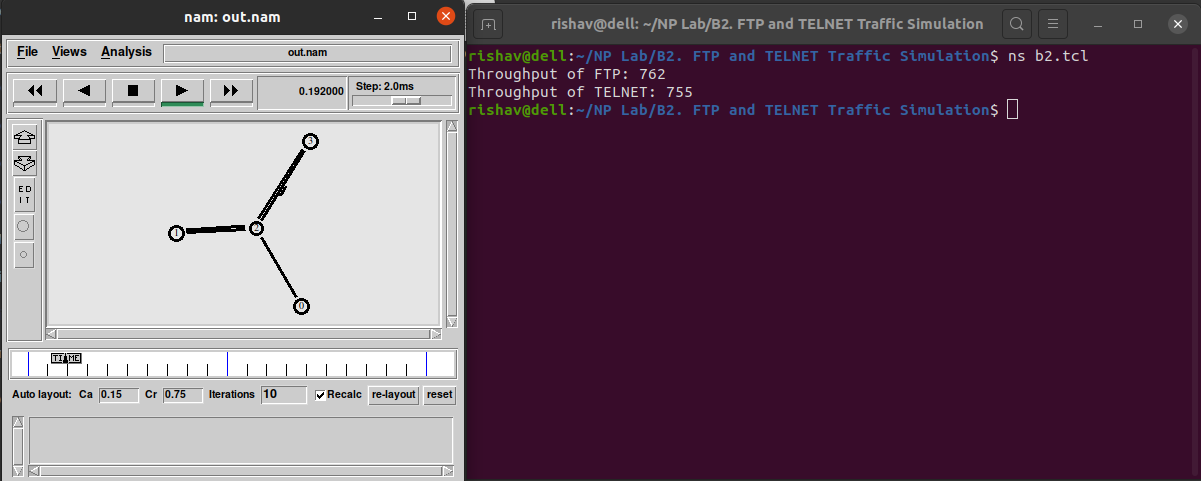 nam: out.nam
File Views Analysis out.nam
0.192000 Step: 2.0ms
3
ED
IT
1
2
0
TIME
Auto layout: Ca 0.15 Cr 0.75 Iterations 10 Recalc re-layout reset
rishav@dell: ~/NP Lab/B2. FTP and TELNET Traffic Simulation
rishav@dell:~/NP Lab/B2. FTP and TELNET Traffic Simulation$ ns b2.tcl
Throughput of FTP: 762
Throughput of TELNET: 755
rishav@dell:~/NP Lab/B2. FTP and TELNET Traffic Simulation$